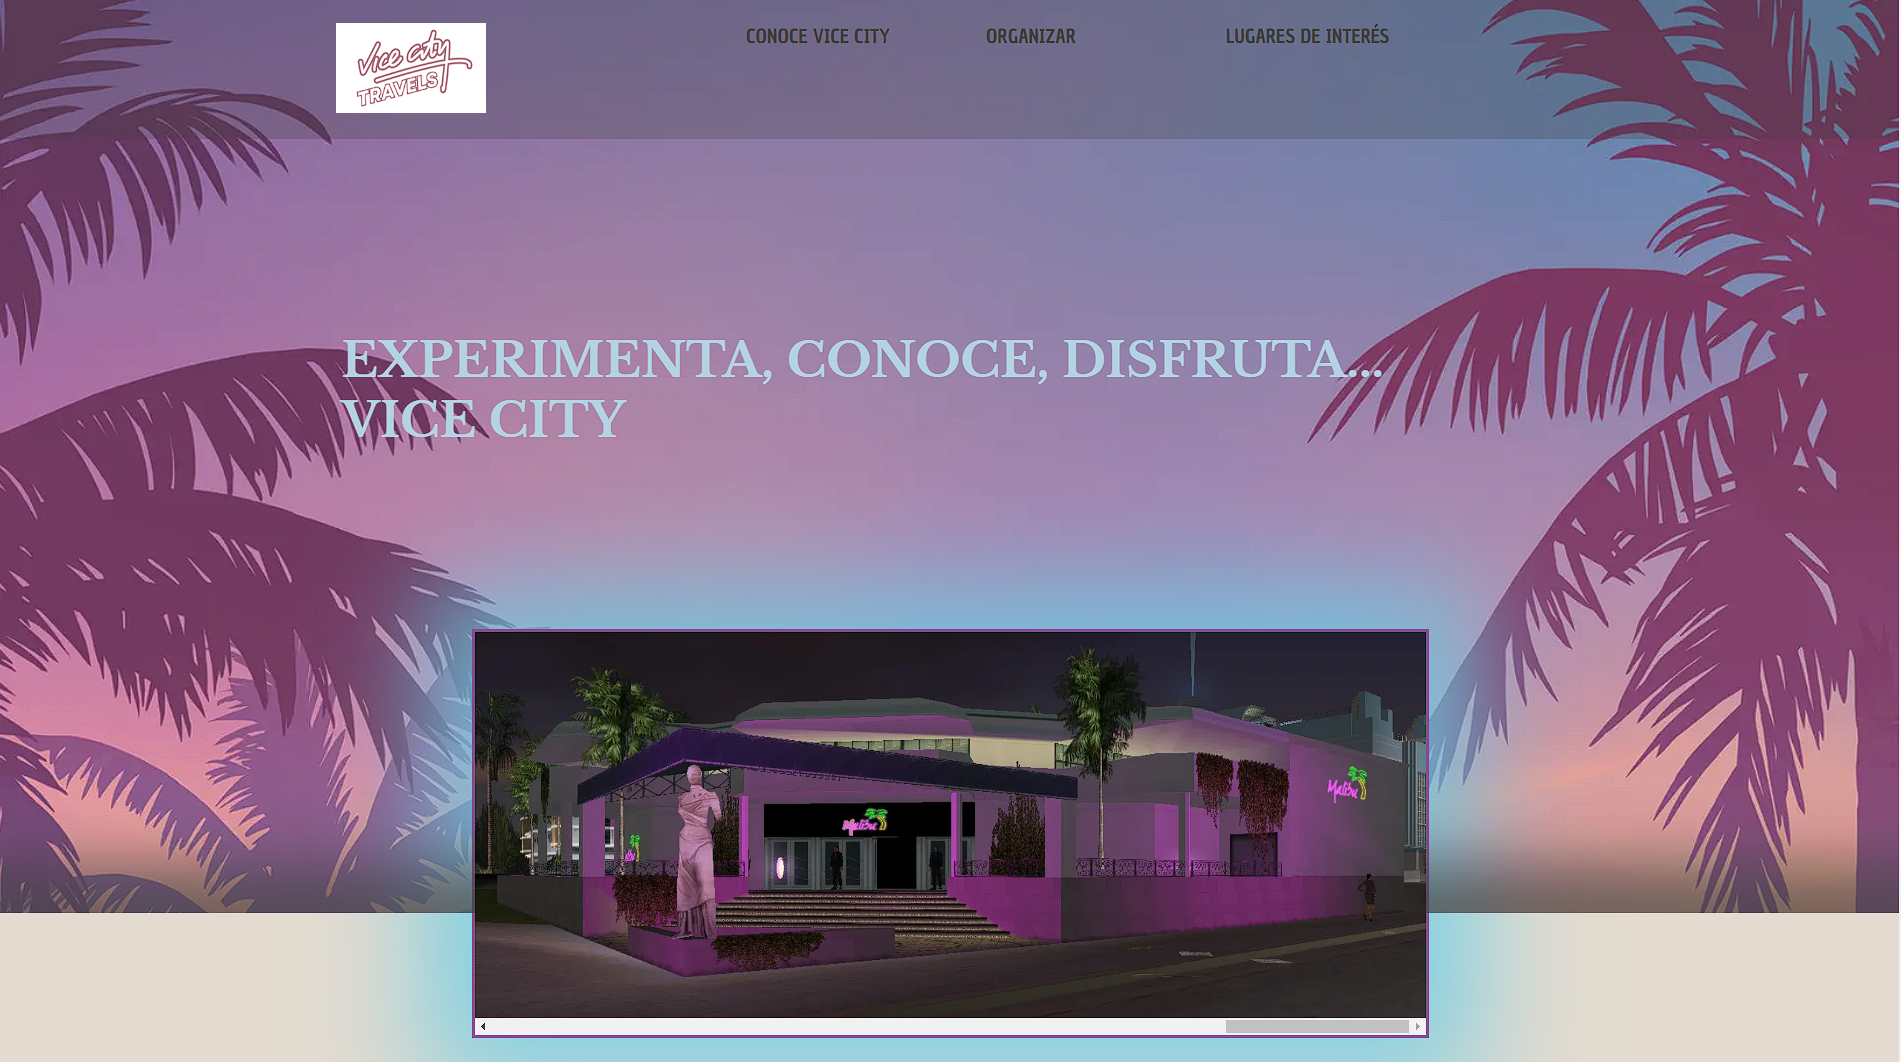 Vice City
TRAVELS
CONOCE VICE CITY
ORGANIZAR
LUGARES DE INTERÉS
EXPERIMENTA, CONOCE, DISFRUTA...
VICE CITY
Malibu
Malibu